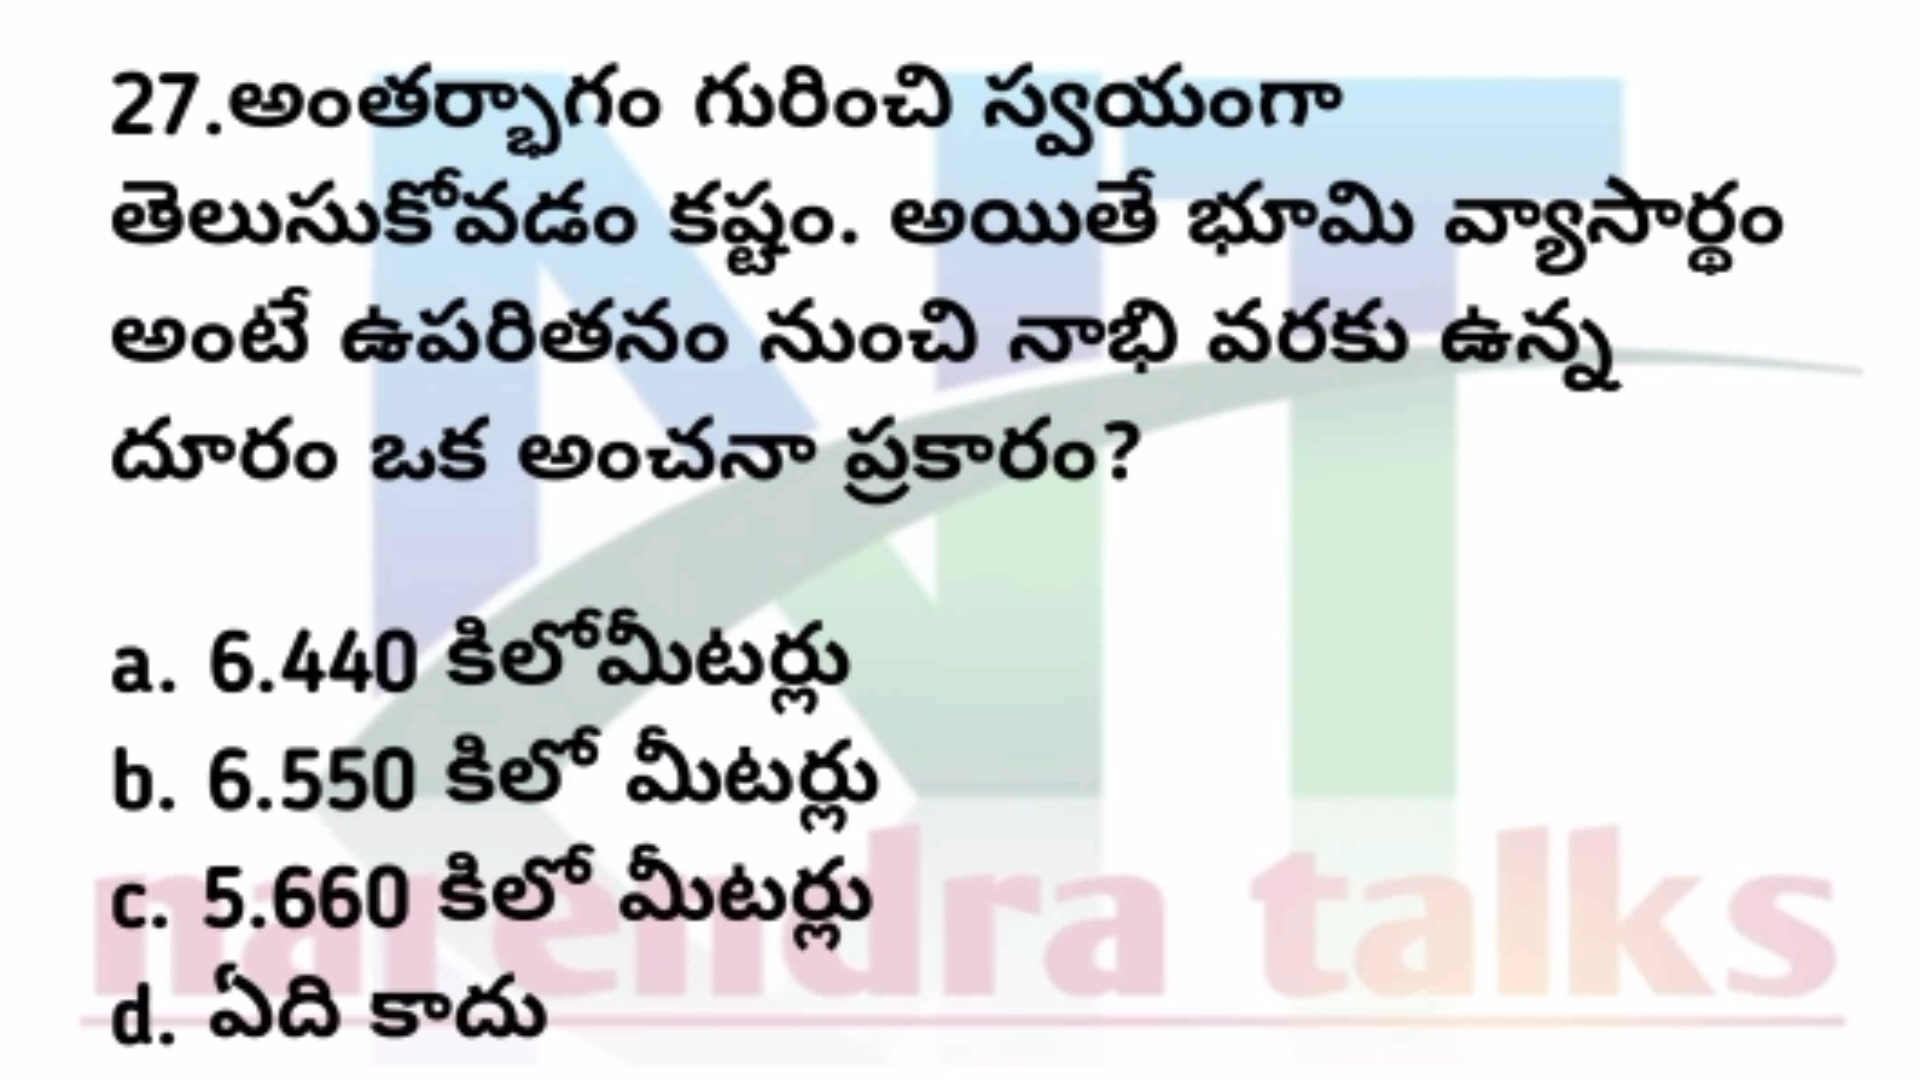 27.అంతర్భాగం గురించి స్వయంగా
తెలుసుకోవడం కష్టం. అయితే భూమి వ్యాసార్థం
అంటే ఉపరితనం నుంచి నాభి వరకు ఉన్న
దూరం ఒక అంచనా ప్రకారం?
a. 6.440 కిలోమీటర్లు
b. 6.550 కిలో మీటర్లు
c. 5.660 కిలో మీటర్లు
d. ఏది కాదు
narendra talks